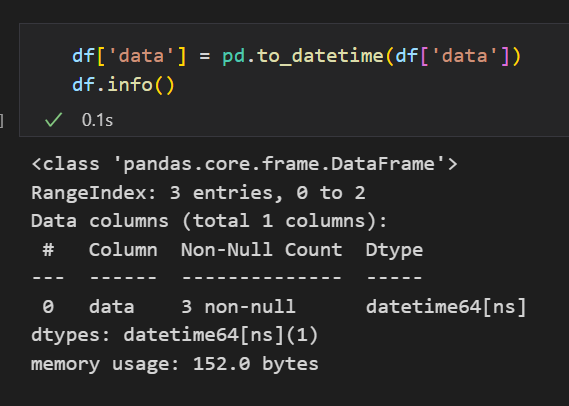 df['data'] = pd.to_datetime(df['data'])
df.info()
]
0.1s
<class 'pandas.core.frame.DataFrame'>
RangeIndex: 3 entries, 0 to 2
Data columns (total 1 columns):
 #   Column  Non-Null Count  Dtype
---  ------  --------------  -----
 0   data    3 non-null      datetime64[ns]
dtypes: datetime64[ns](1)
memory usage: 152.0 bytes